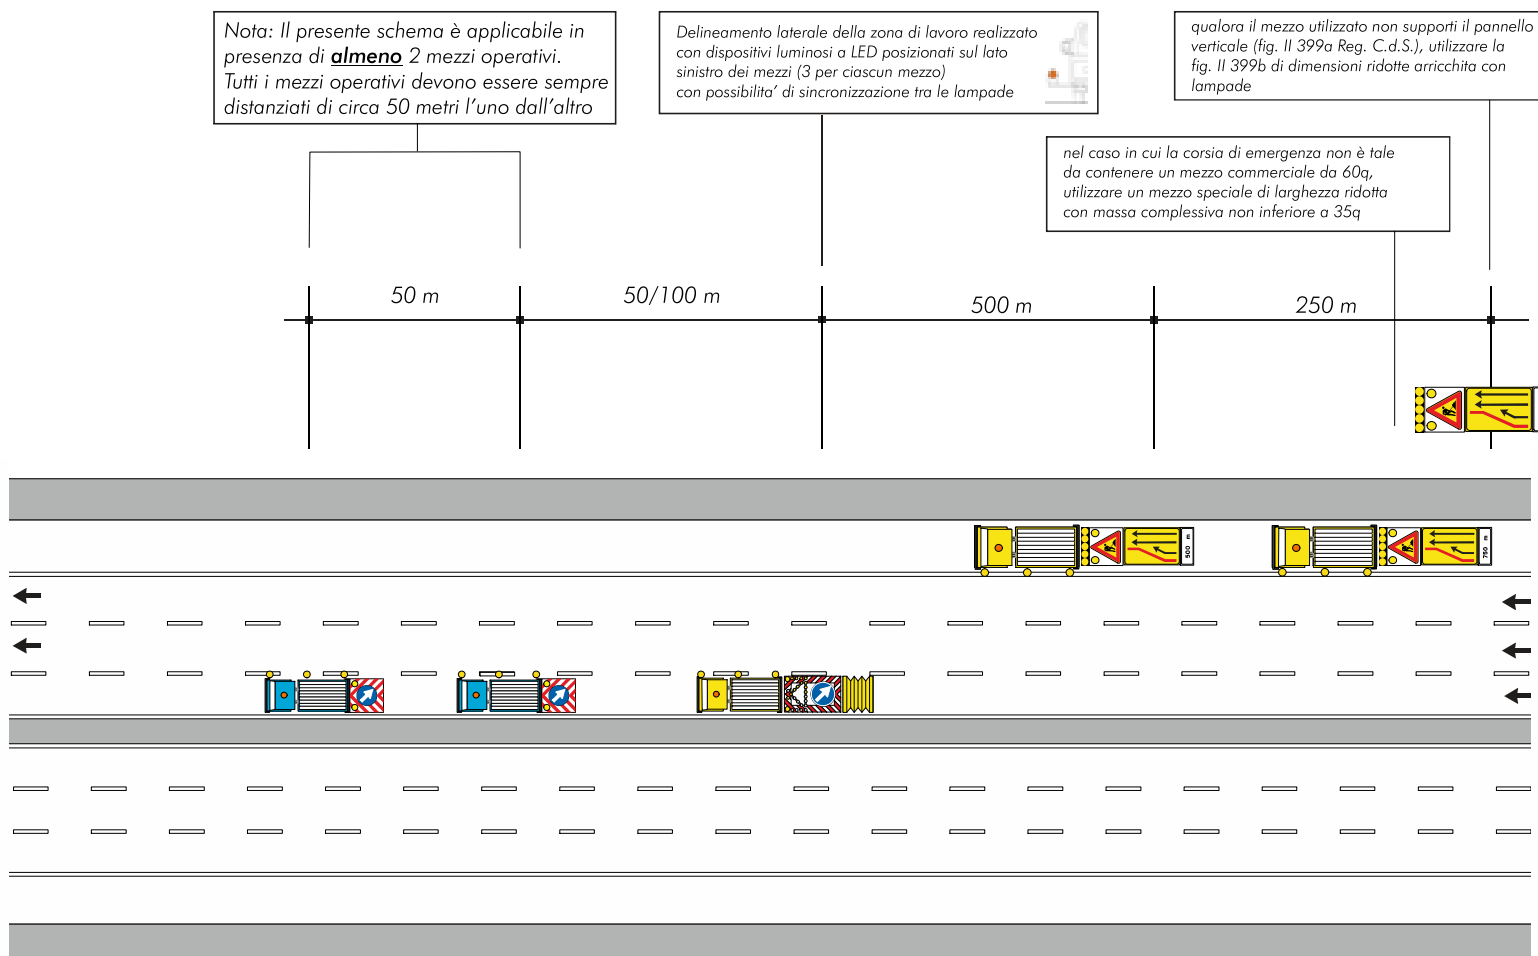 Nota: Il presente schema è applicabile in
presenza di almeno 2 mezzi operativi.
Tutti i mezzi operativi devono essere sempre
distanziati di circa 50 metri l'uno dall'altro
Delineamento laterale della zona di lavoro realizzato
con dispositivi luminosi a LED posizionati sul lato
sinistro dei mezzi (3 per ciascun mezzo)
con possibilita' di sincronizzazione tra le lampade
qualora il mezzo utilizzato non supporti il pannello
verticale (fig. II 399a Reg. C.d.S.), utilizzare la
fig. II 399b di dimensioni ridotte arricchita con
lampade
nel caso in cui la corsia di emergenza non è tale
da contenere un mezzo commerciale da 60q,
utilizzare un mezzo speciale di larghezza ridotta
con massa complessiva non inferiore a 35q
50 m
50/100 m
500 m
250 m
500 m
750 m